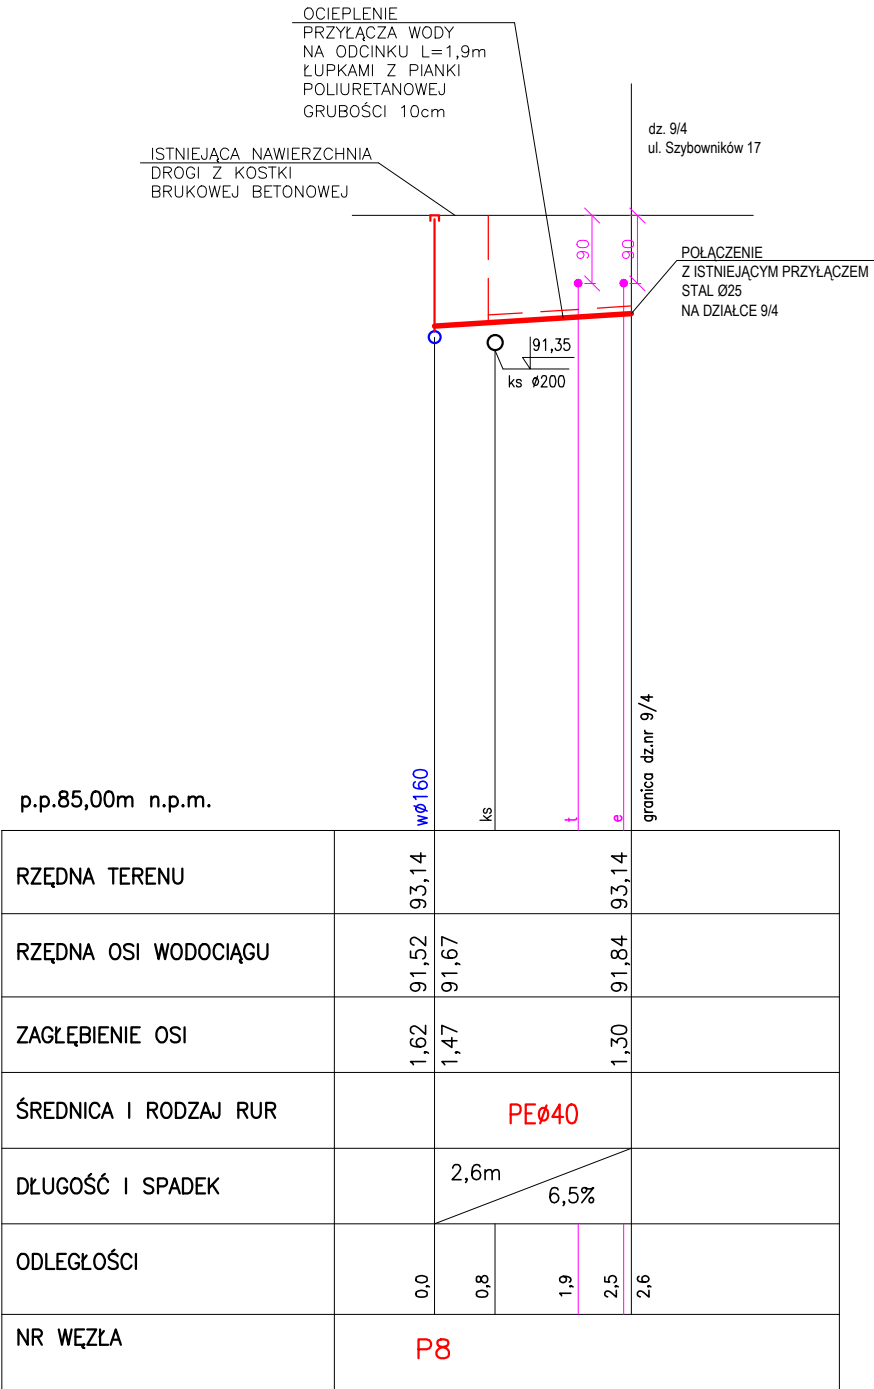 OCIEPLENIE
PRZYŁĄCZA WODY
NA ODCINKU L=1,9m
ŁUPKAMI Z PIANKI
POLIURETANOWEJ
GRUBOŚCI 10cm
dz. 9/4
ul. Szybowników 17
ISTNIEJĄCA NAWIERZCHNIA
DROGI Z KOSTKI
BRUKOWEJ BETONOWEJ
90
90
POŁĄCZENIE
Z ISTNIEJĄCYM PRZYŁĄCZEM
STAL Ø25
NA DZIAŁCE 9/4
91,35
ks ø200
p.p.85,00m n.p.m.
wø160
ks
t
e
granica dz.nr 9/4
RZĘDNA TERENU
93,14
93,14
RZĘDNA OSI WODOCIĄGU
91,52
91,67
91,84
ZAGŁĘBIENIE OSI
1,62
1,47
1,30
ŚREDNICA I RODZAJ RUR
PEø40
DŁUGOŚĆ I SPADEK
2,6m
6,5%
ODLEGŁOŚCI
0,0
0,8
1,9
2,5
2,6
NR WĘZŁA
P8